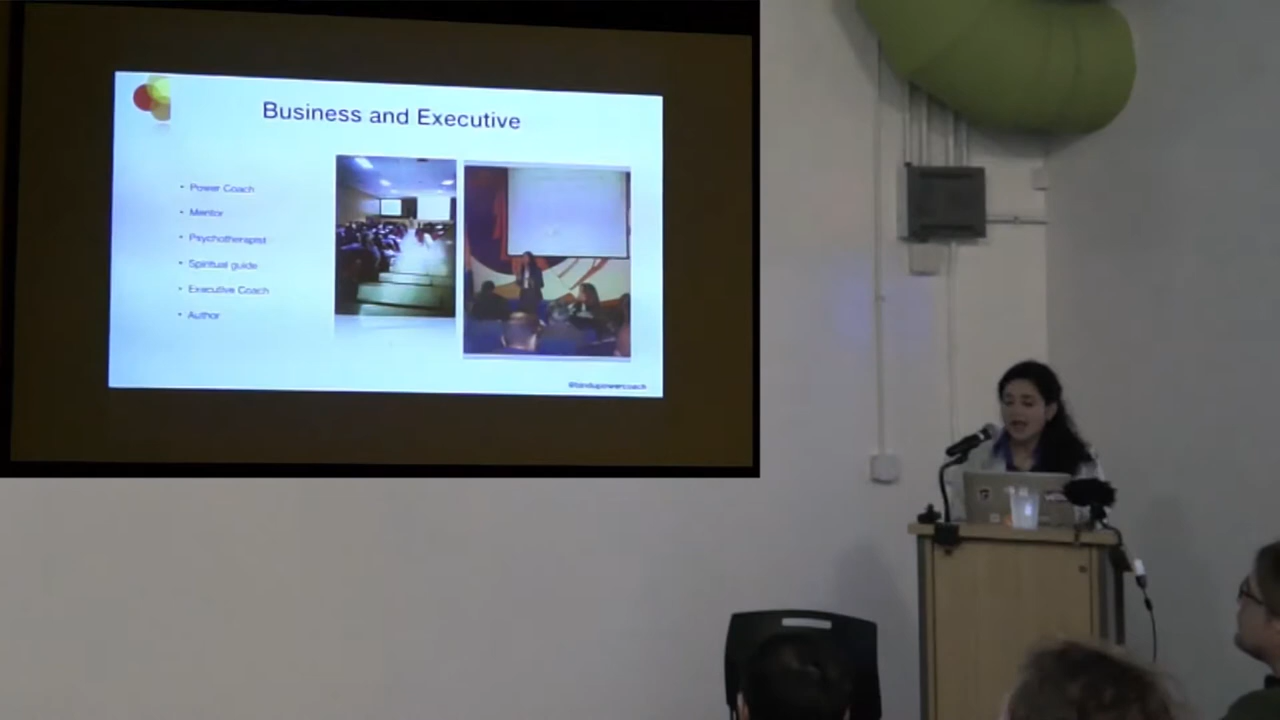 Business and Executive
• Power Coach
• Mentor
• Psychotherapist
• Spiritual guide
• Executive Coach
• Author